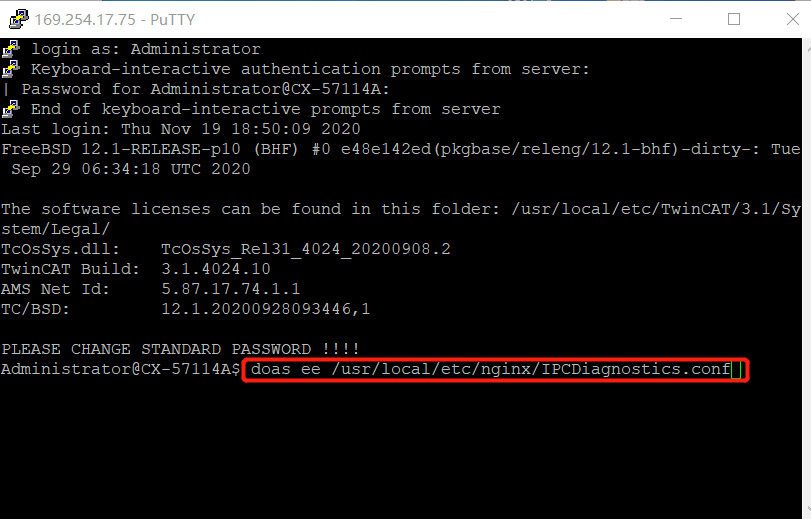 169.254.17.75 - PuTTY
login as: Administrator
Keyboard-interactive authentication prompts from server:
| Password for Administrator@CX-57114A:
End of keyboard-interactive prompts from server
Last login: Thu Nov 19 18:50:09 2020
FreeBSD 12.1-RELEASE-p10 (BHF) #0 e48e142ed(pkgbase/releng/12.1-bhf)-dirty-: Tue
Sep 29 06:34:18 UTC 2020
The software licenses can be found in this folder: /usr/local/etc/TwinCAT/3.1/Sy
stem/Legal/
TcOsSys.dll: TcOsSys_Rel31_4024_20200908.2
TwinCAT Build: 3.1.4024.10
AMS Net Id: 5.87.17.74.1.1
TC/BSD: 12.1.20200928093446,1
PLEASE CHANGE STANDARD PASSWORD !!!!
Administrator@CX-57114A$ doas ee /usr/local/etc/nginx/IPCDiagnostics.conf